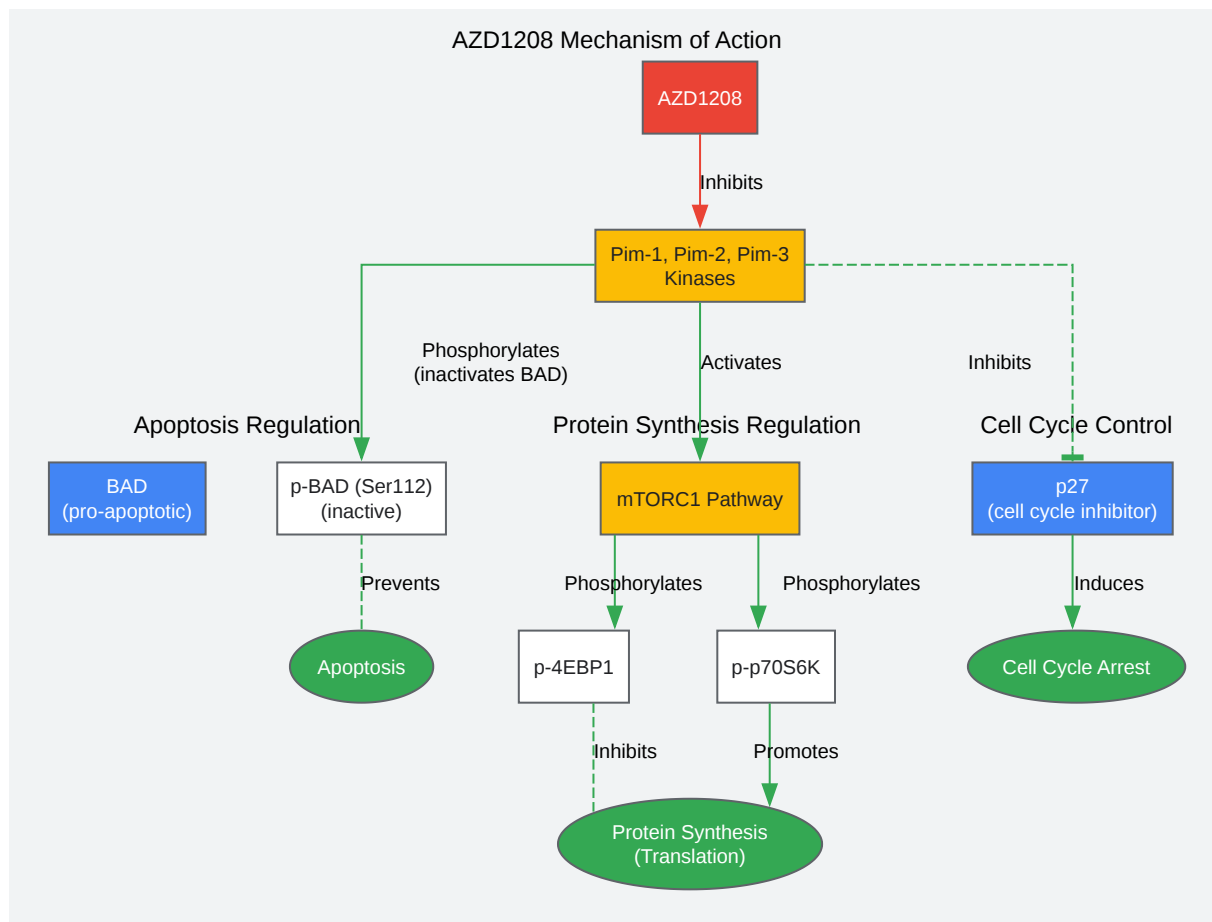 AZD1208 Mechanism of Action
AZD1208
Inhibits
Pim-1, Pim-2, Pim-3
Kinases
Phosphorylates
(inactivates BAD)
Activates
Inhibits
Apoptosis Regulation
Protein Synthesis Regulation
Cell Cycle Control
BAD
(pro-apoptotic)
p-BAD (Ser112)
(inactive)
mTORC1 Pathway
p27
(cell cycle inhibitor)
Prevents
Phosphorylates
Phosphorylates
Induces
Apoptosis
p-4EBP1
p-p70S6K
Cell Cycle Arrest
Inhibits
Promotes
Protein Synthesis
(Translation)